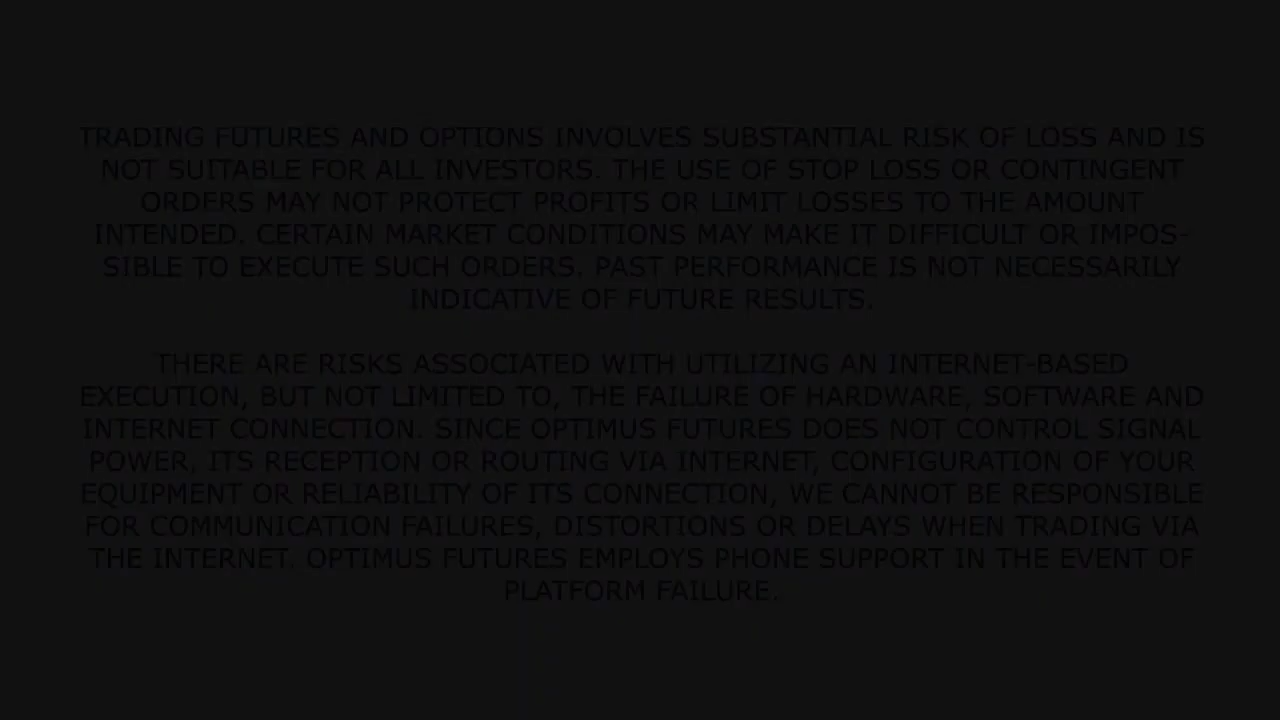 TRADING FUTURES AND OPTIONS INVOLVES SUBSTANTIAL RISK OF LOSS AND IS
NOT SUITABLE FOR ALL INVESTORS. THE USE OF STOP LOSS OR CONTINGENT
ORDERS MAY NOT PROTECT PROFITS OR LIMIT LOSSES TO THE AMOUNT
INTENDED. CERTAIN MARKET CONDITIONS MAY MAKE IT DIFFICULT OR IMPOS-
SIBLE TO EXECUTE SUCH ORDERS. PAST PERFORMANCE IS NOT NECESSARILY
INDICATIVE OF FUTURE RESULTS.
THERE ARE RISKS ASSOCIATED WITH UTILIZING AN INTERNET-BASED
EXECUTION, BUT NOT LIMITED TO, THE FAILURE OF HARDWARE, SOFTWARE AND
INTERNET CONNECTION. SINCE OPTIMUS FUTURES DOES NOT CONTROL SIGNAL
POWER, ITS RECEPTION OR ROUTING VIA INTERNET, CONFIGURATION OF YOUR
EQUIPMENT OR RELIABILITY OF ITS CONNECTION, WE CANNOT BE RESPONSIBLE
FOR COMMUNICATION FAILURES, DISTORTIONS OR DELAYS WHEN TRADING VIA
THE INTERNET. OPTIMUS FUTURES EMPLOYS PHONE SUPPORT IN THE EVENT OF
PLATFORM FAILURE.